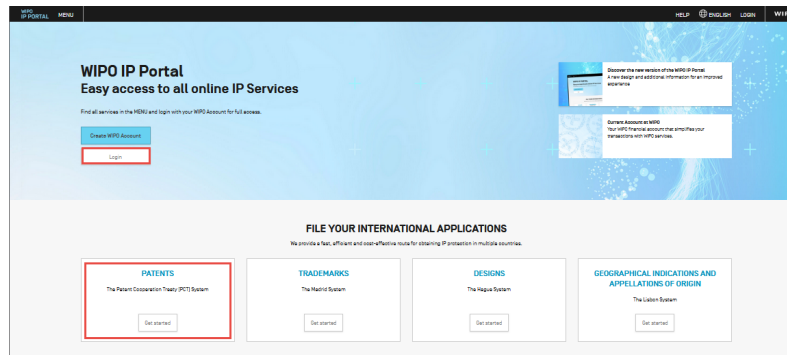 WIPO
IP PORTAL MENU
HELP ENGLISH LOGIN WIP
WIPO IP Portal
Easy access to all online IP Services
Find all services in the MENU and login with your WIPO Account for full access.
Create WIPO Account
Login
Discover the new version of the WIPO IP Portal
A new design and additional information for an improved
experience
Current Account at WIPO
Your WIPO financial account that simplifies your
transactions with WIPO services.
FILE YOUR INTERNATIONAL APPLICATIONS
We provide a fast, efficient and cost-effective route for obtaining IP protection in multiple countries.
PATENTS
The Patent Cooperation Treaty (PCT) System
Get started
TRADEMARKS
The Madrid System
Get started
DESIGNS
The Hague System
Get started
GEOGRAPHICAL INDICATIONS AND
APPELLATIONS OF ORIGIN
The Lisbon System
Get started